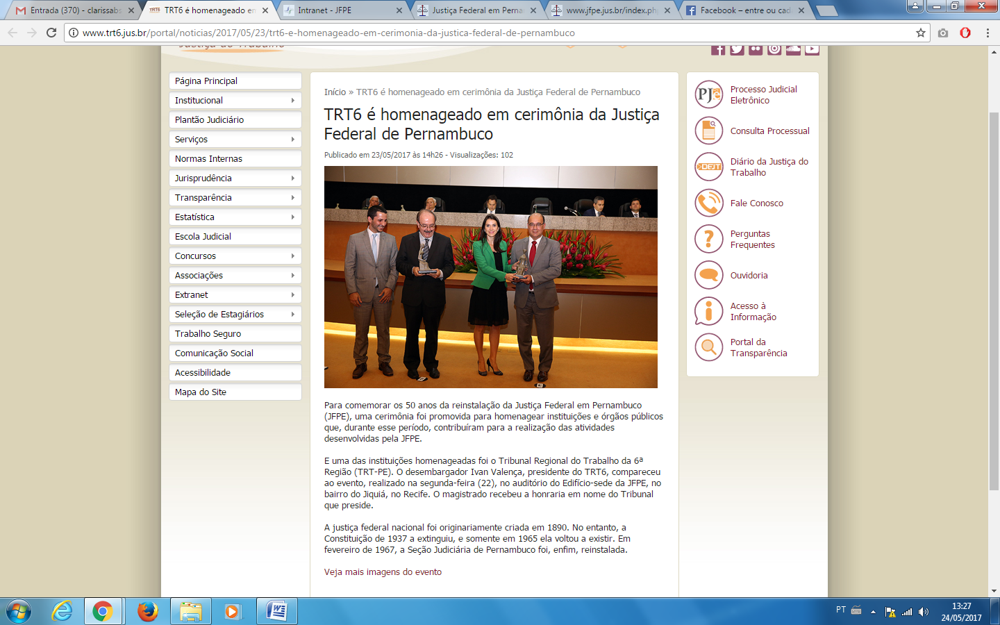 Entrada (370) - clarissabs
TRT6 é homenageado em
Intranet - JFPE
Justiça Federal em Perna
www.jfpe.jus.br/index.ph
Facebook – entre ou cad
www.trt6.jus.br/portal/noticias/2017/05/23/trt6-e-homenageado-em-cerimonia-da-justica-federal-de-pernambuco
Página Principal
Institucional
Plantão Judiciário
Serviços
Normas Internas
Jurisprudência
Transparência
Estatística
Escola Judicial
Concursos
Associações
Extranet
Seleção de Estagiários
Trabalho Seguro
Comunicação Social
Acessibilidade
Mapa do Site
Início » TRT6 é homenageado em cerimônia da Justiça Federal de Pernambuco
TRT6 é homenageado em cerimônia da Justiça
Federal de Pernambuco
Publicado em 23/05/2017 às 14h26 - Visualizações: 102
Para comemorar os 50 anos da reinstalação da Justiça Federal em Pernambuco
(JFPE), uma cerimônia foi promovida para homenagear instituições e órgãos públicos
que, durante esse período, contribuíram para a realização das atividades
desenvolvidas pela JFPE.
E uma das instituições homenageadas foi o Tribunal Regional do Trabalho da 6ª
Região (TRT-PE). O desembargador Ivan Valença, presidente do TRT6, compareceu
ao evento, realizado na segunda-feira (22), no auditório do Edifício-sede da JFPE, no
bairro do Jiquiá, no Recife. O magistrado recebeu a honraria em nome do Tribunal
que preside.
A justiça federal nacional foi originariamente criada em 1890. No entanto, a
Constituição de 1937 a extinguiu, e somente em 1965 ela voltou a existir. Em
fevereiro de 1967, a Seção Judiciária de Pernambuco foi, enfim, reinstalada.
Veja mais imagens do evento
PJe
Processo Judicial
Eletrônico
Consulta Processual
DEJT
Diário da Justiça do
Trabalho
Fale Conosco
Perguntas
Frequentes
Ouvidoria
Acesso à
Informação
Portal da
Transparência
PT
13:27
24/05/2017